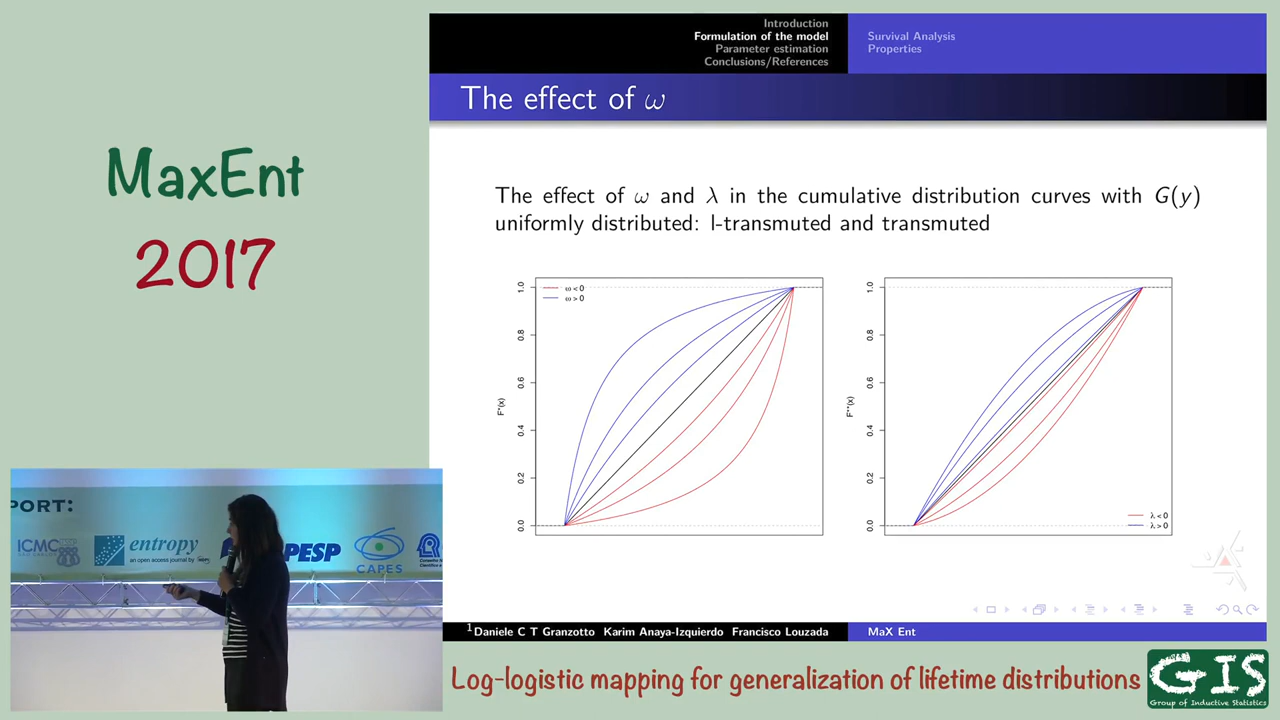 MaxEnt
2017
Introduction
Formulation of the model
Parameter estimation
Conclusions/References
Survival Analysis
Properties
The effect of ω
The effect of ω and λ in the cumulative distribution curves with G(y)
uniformly distributed: l-transmuted and transmuted
ω < 0
ω > 0
F*(x)
0.0
0.2
0.4
0.6
0.8
1.0
F**(x)
0.0
0.2
0.4
0.6
0.8
1.0
λ < 0
λ > 0
1Daniele C T Granzotto Karim Anaya-Izquierdo Francisco Louzada
MaX Ent
PORT:
ICMC
entropy
an open access journal by
PESP
CAPES
Log-logistic mapping for generalization of lifetime distributions
GIS
Group of Inductive Statistics